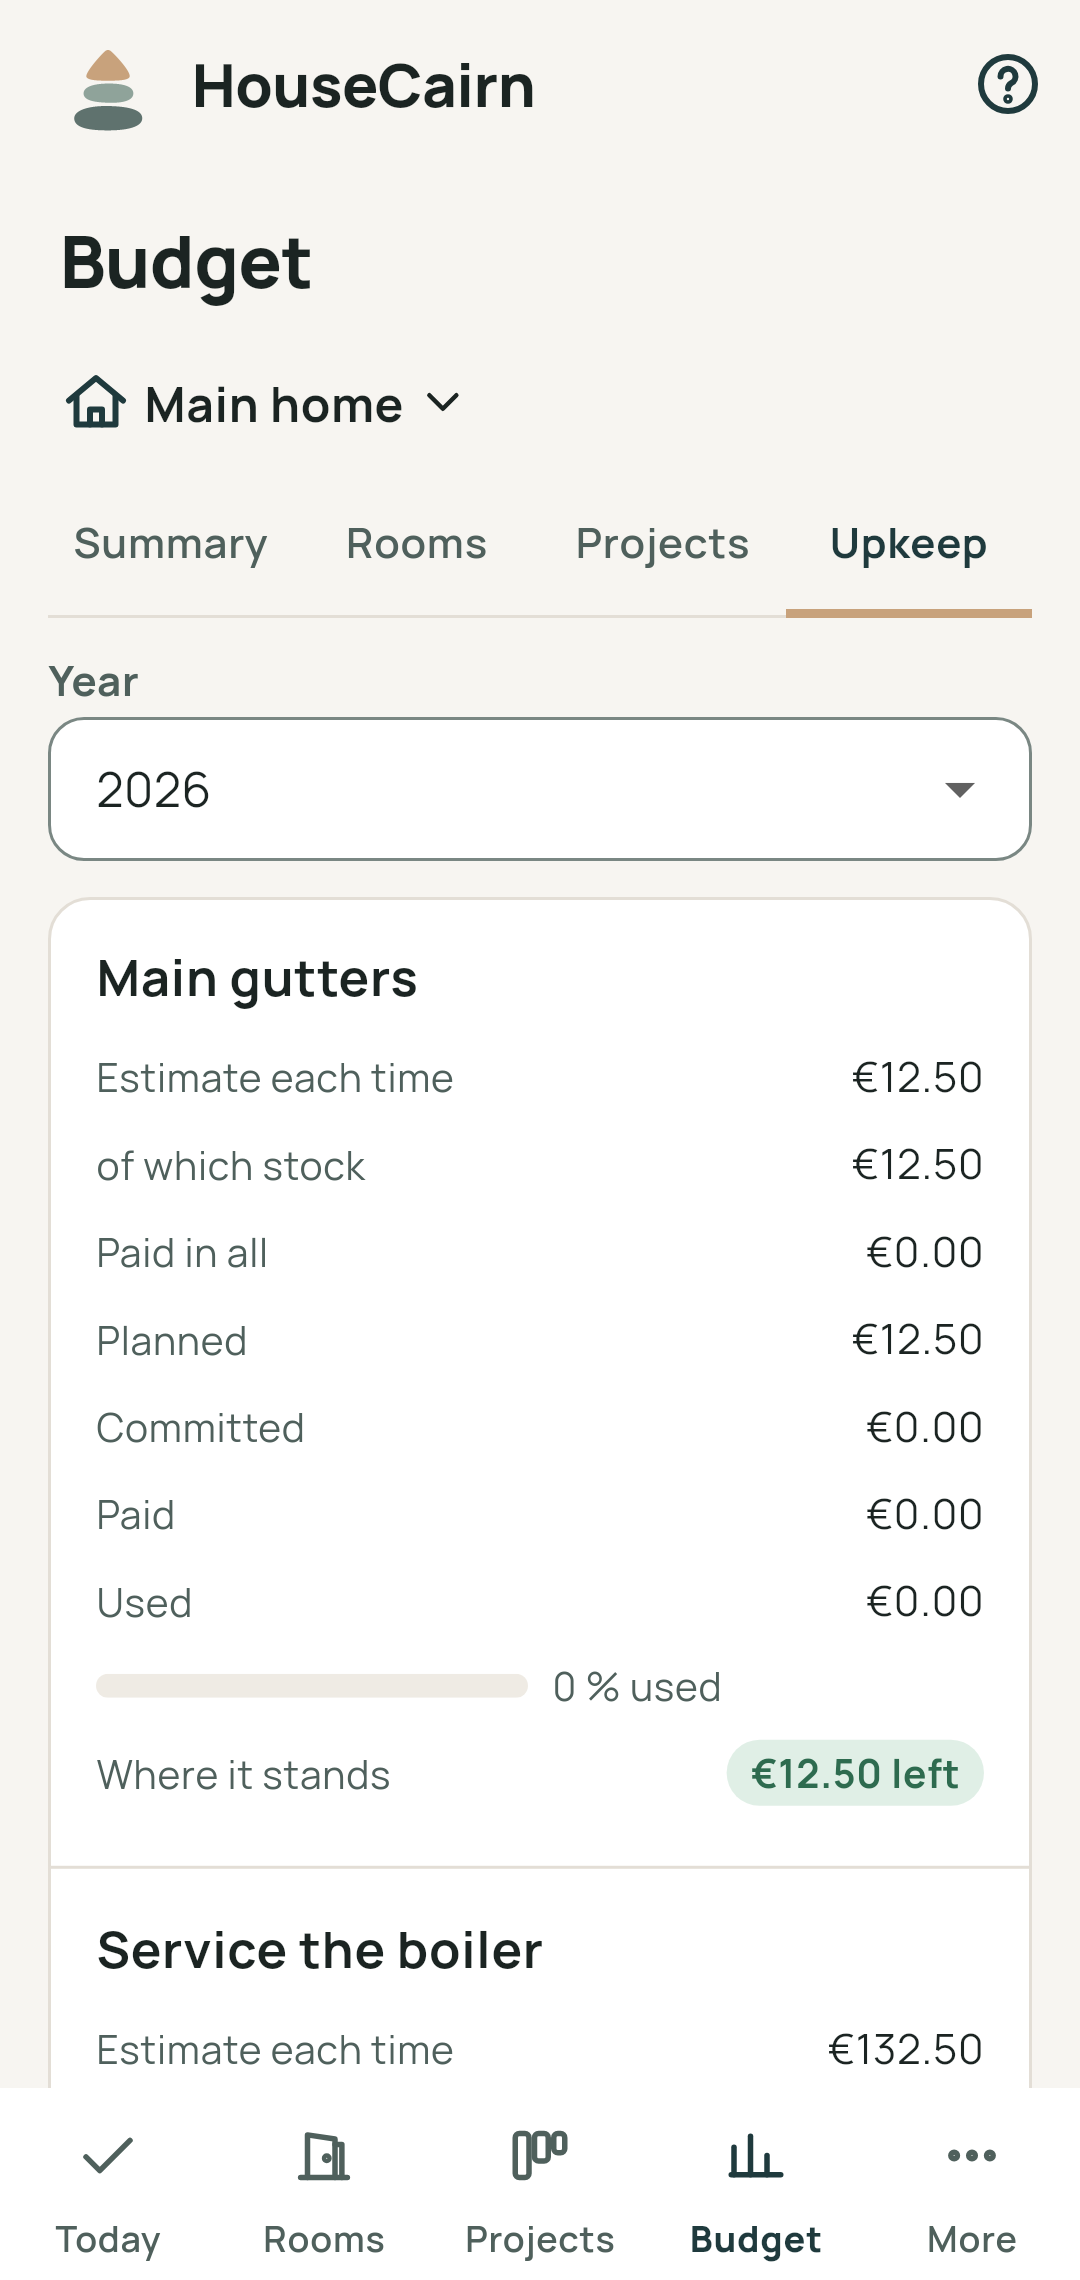 HouseCairn
Budget
Main home
Summary Rooms Projects Upkeep
Year
2026
Main gutters
Estimate each time €12.50
of which stock €12.50
Paid in all €0.00
Planned €12.50
Committed €0.00
Paid €0.00
Used €0.00
0 % used
Where it stands €12.50 left
Service the boiler
Estimate each time €132.50
Today Rooms Projects Budget More